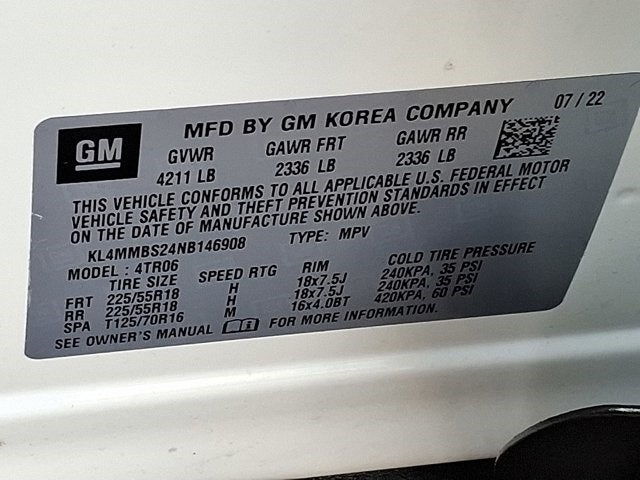 GM
MFD BY GM KOREA COMPANY 07 / 22
GVWR GAWR FRT GAWR RR
4211 LB 2336 LB 2336 LB
THIS VEHICLE CONFORMS TO ALL APPLICABLE U.S. FEDERAL MOTOR
VEHICLE SAFETY AND THEFT PREVENTION STANDARDS IN EFFECT
ON THE DATE OF MANUFACTURE SHOWN ABOVE.
KL4MMBS24NB146908 TYPE: MPV
MODEL : 4TR06
TIRE SIZE SPEED RTG RIM COLD TIRE PRESSURE
FRT 225/55R18 H 18x7.5J 240KPA, 35 PSI
RR 225/55R18 H 18x7.5J 240KPA, 35 PSI
SPA T125/70R16 M 16x4.0BT 420KPA, 60 PSI
SEE OWNER'S MANUAL FOR MORE INFORMATION.